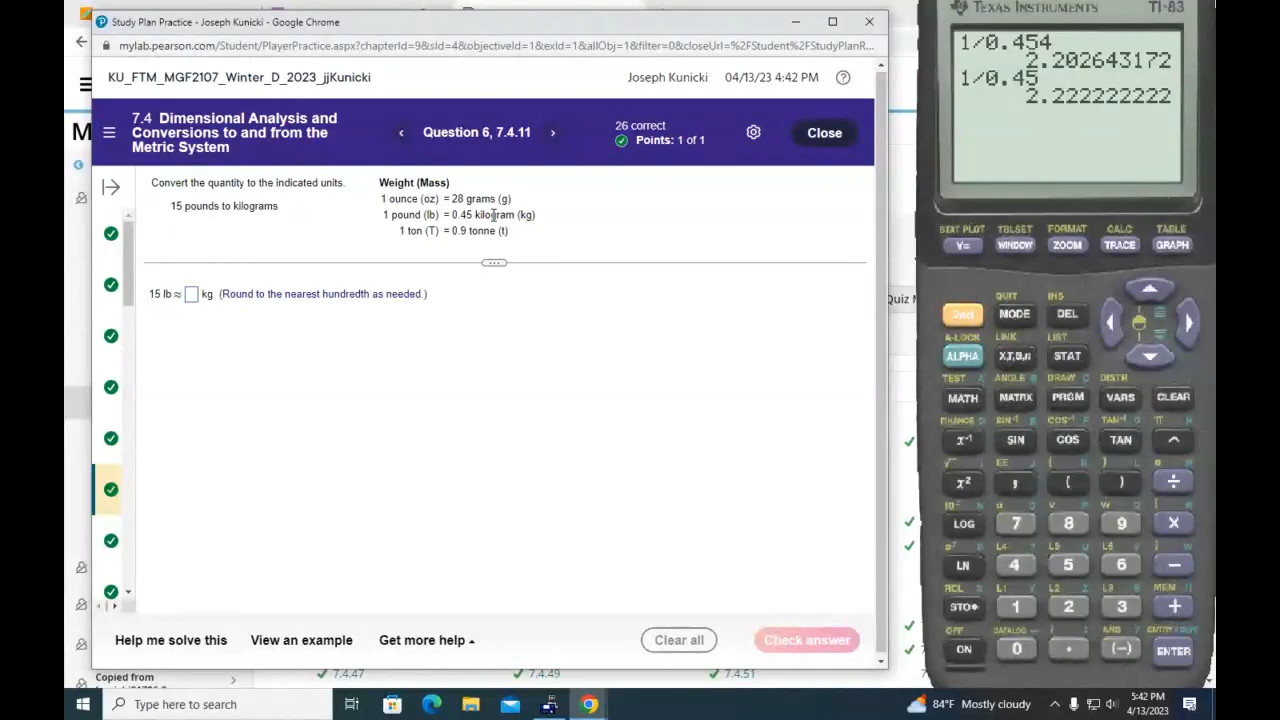 Study Plan Practice - Joseph Kunicki - Google Chrome
mylab.pearson.com/Student/PlayerPractice.aspx?chapterId=9&sId=4&objectiveId=1&exId=1&allObj=1&filter=0&closeUrl=%2FStudent%2FStudyPlanR...
KU_FTM_MGF2107_Winter_D_2023_jjKunicki
Joseph Kunicki
04/13/23 4:42 PM
7.4 Dimensional Analysis and
Conversions to and from the
Metric System
Question 6, 7.4.11
26 correct
Points: 1 of 1
Close
Convert the quantity to the indicated units.
15 pounds to kilograms
Weight (Mass)
1 ounce (oz) = 28 grams (g)
1 pound (lb) = 0.45 kilogram (kg)
1 ton (T) = 0.9 tonne (t)
15 lb ≈ kg (Round to the nearest hundredth as needed.)
Help me solve this
View an example
Get more help
Clear all
Check answer
M
Quiz M
Copied from
7.4.47
7.4.49
7.4.51
TEXAS INSTRUMENTS TI-83
1/0.454
2.202643172
1/0.45
2.222222222
STAT PLOT TBLSET FORMAT CALC TABLE
Y= WINDOW ZOOM TRACE GRAPH
QUIT INS
2nd MODE DEL
A-LOCK LINK LIST
ALPHA X,T,θ,n STAT
TEST A ANGLE B DRAW C DISTR
MATH MATRX PRGM VARS CLEAR
X-1 SIN COS TAN ^
EE
x² , ( ) ÷
LOG 7 8 9 X
LN 4 5 6 −
RCL MEM
STO▸ 1 2 3 +
OFF CATALOG ANS ENTRY SOLVE
ON 0 . (−) ENTER
Type here to search
84°F Mostly cloudy
5:42 PM
4/13/2023